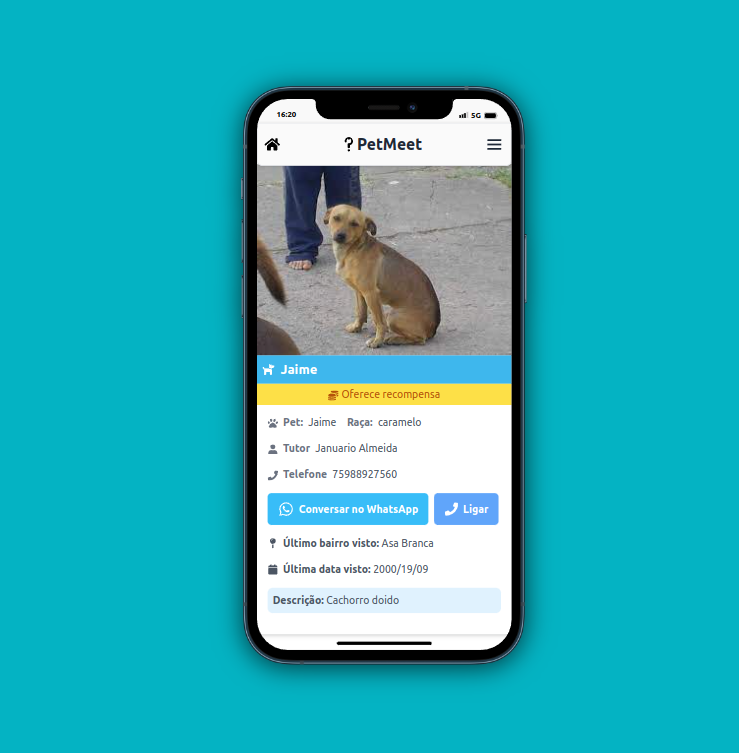 16:20 5G
PetMeet
Jaime
Oferece recompensa
Pet: Jaime Raça: caramelo
Tutor Januario Almeida
Telefone 75988927560
Conversar no WhatsApp Ligar
Último bairro visto: Asa Branca
Última data visto: 2000/19/09
Descrição: Cachorro doido